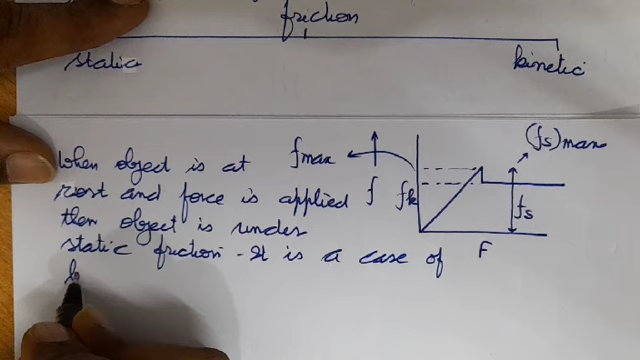 friction
static
kinetic
When object is at
rest and force is applied
then object is under
static friction - It is a case of
fmax
f
fk
(fs)max
fs
F